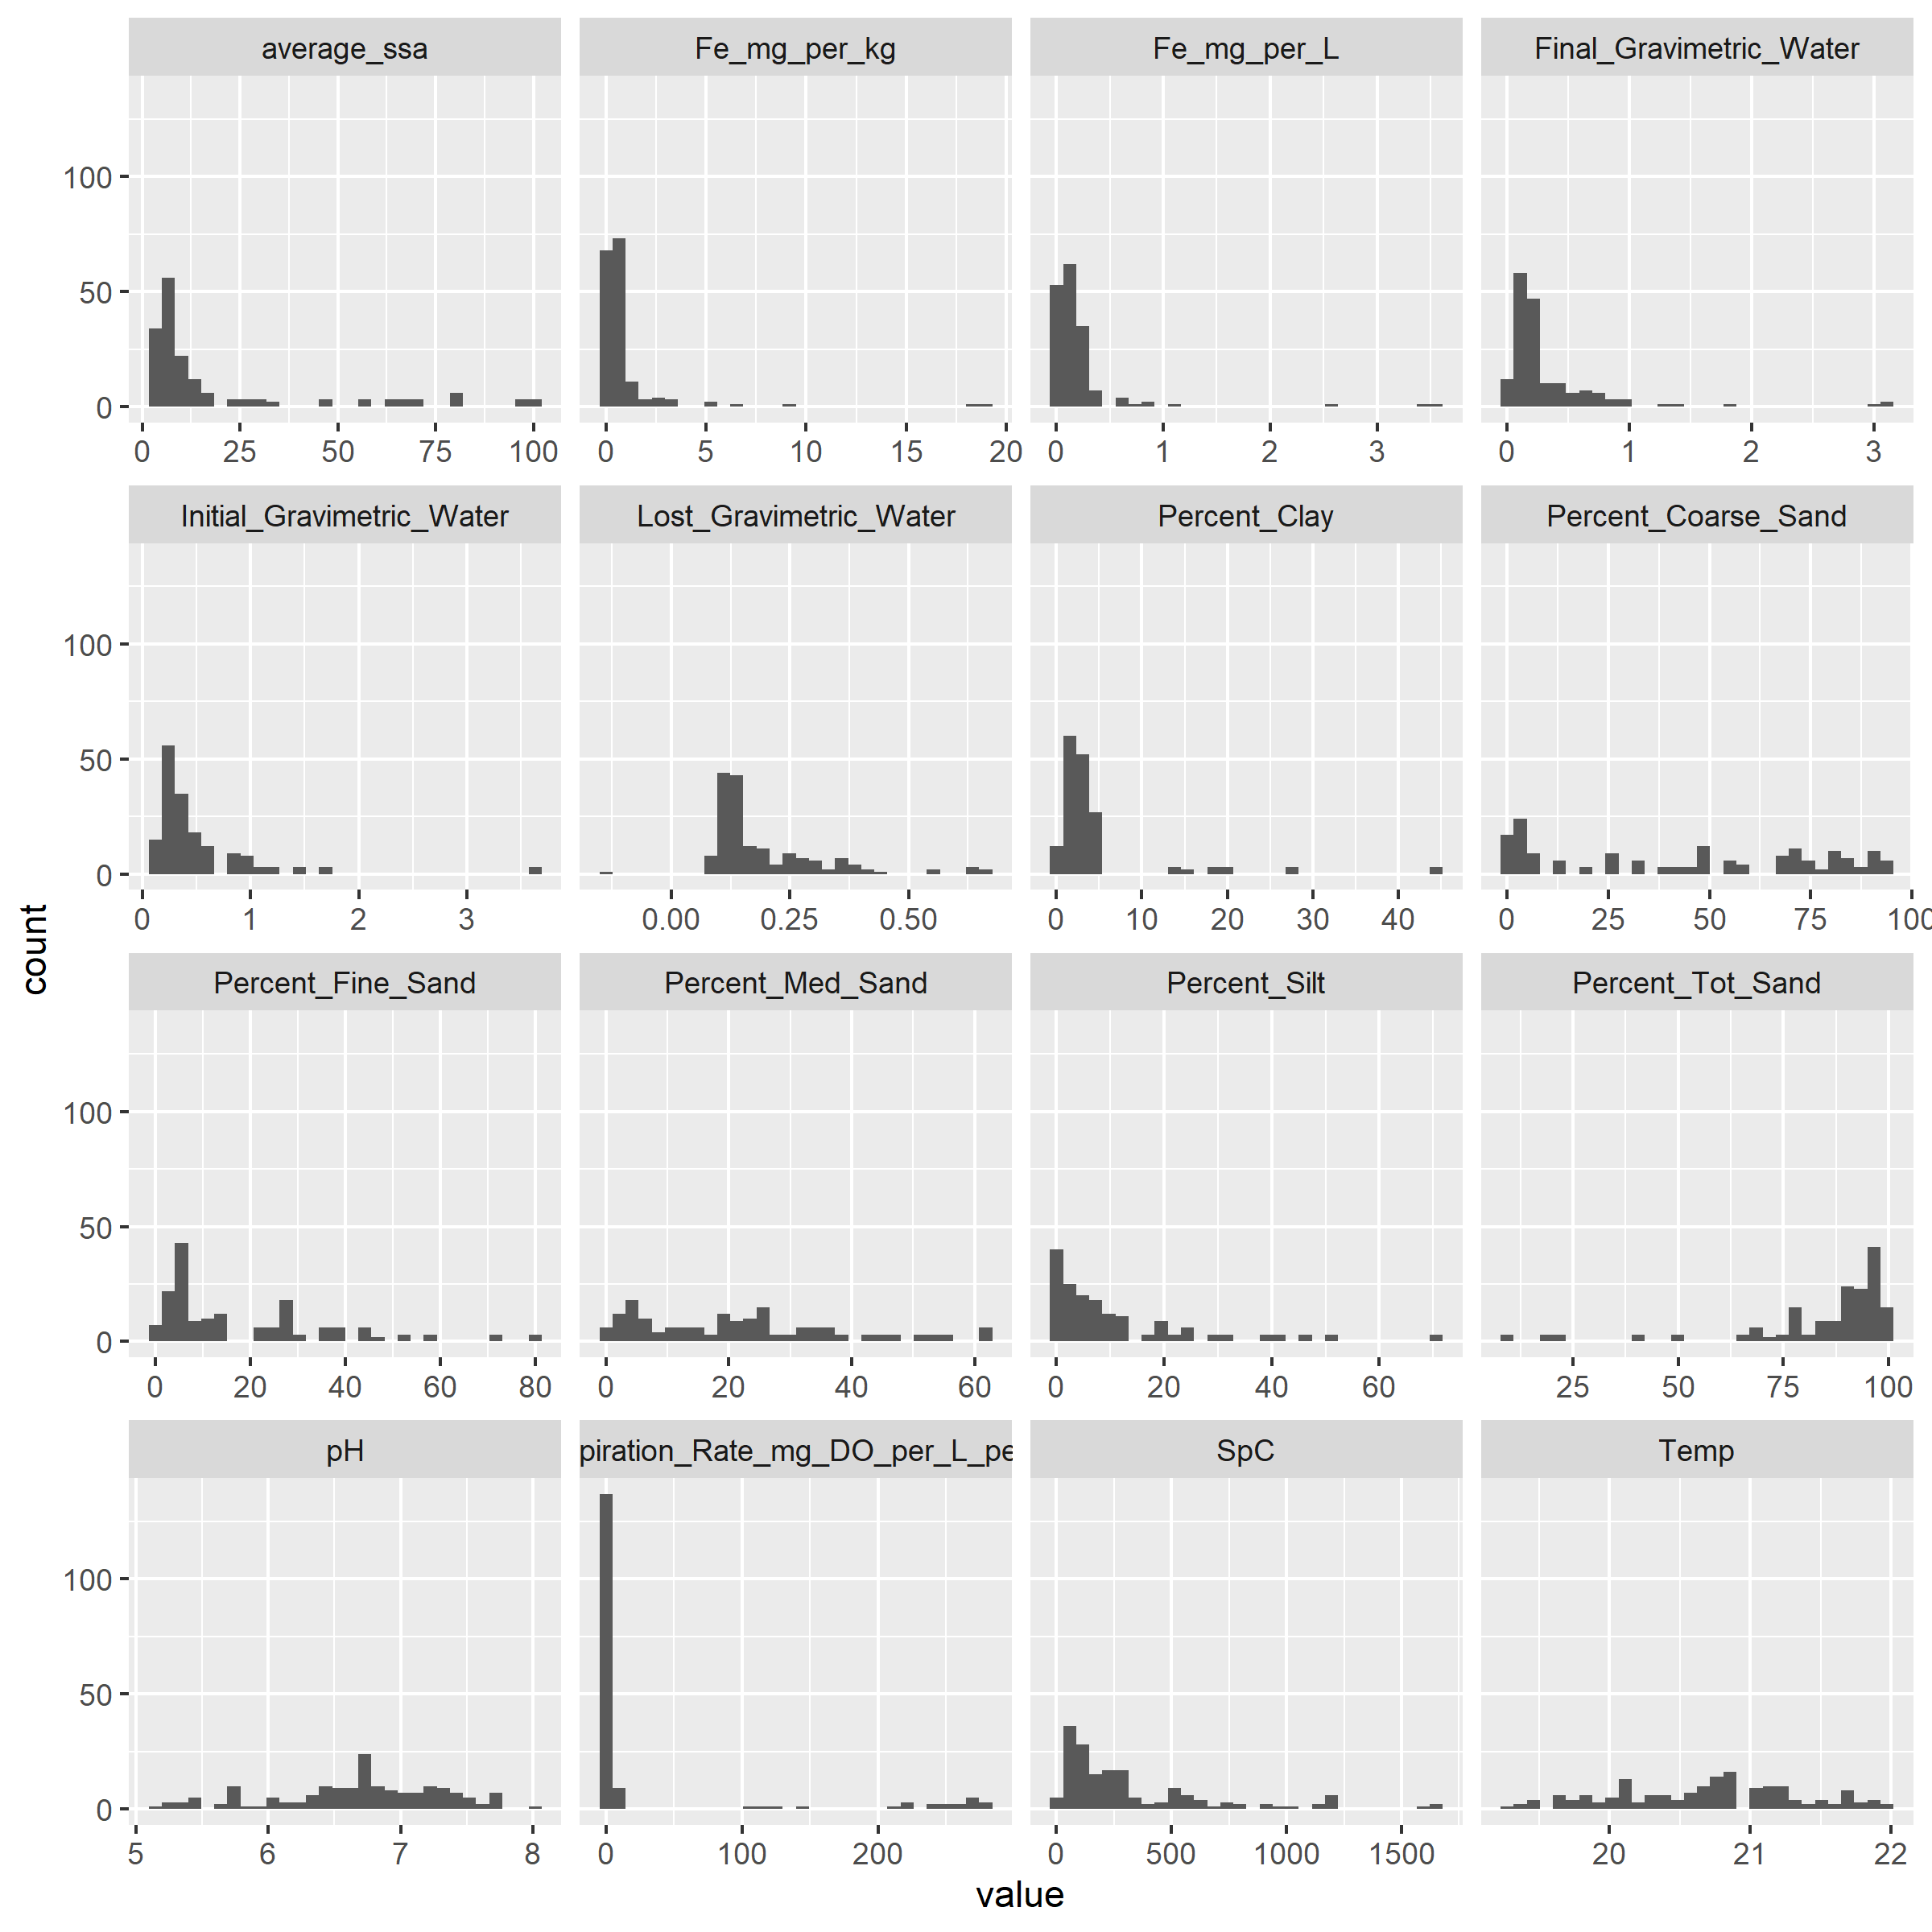 average_ssa Fe_mg_per_kg Fe_mg_per_L Final_Gravimetric_Water
100
50
0
0 25 50 75 100 0 5 10 15 20 0 1 2 3 0 1 2 3
Initial_Gravimetric_Water Lost_Gravimetric_Water Percent_Clay Percent_Coarse_Sand
100
50
0
0 1 2 3 0.00 0.25 0.50 0 10 20 30 40 0 25 50 75 100
count
Percent_Fine_Sand Percent_Med_Sand Percent_Silt Percent_Tot_Sand
100
50
0
0 20 40 60 80 0 20 40 60 0 20 40 60 25 50 75 100
pH piration_Rate_mg_DO_per_L_pe SpC Temp
100
50
0
5 6 7 8 0 100 200 0 500 1000 1500 20 21 22
value